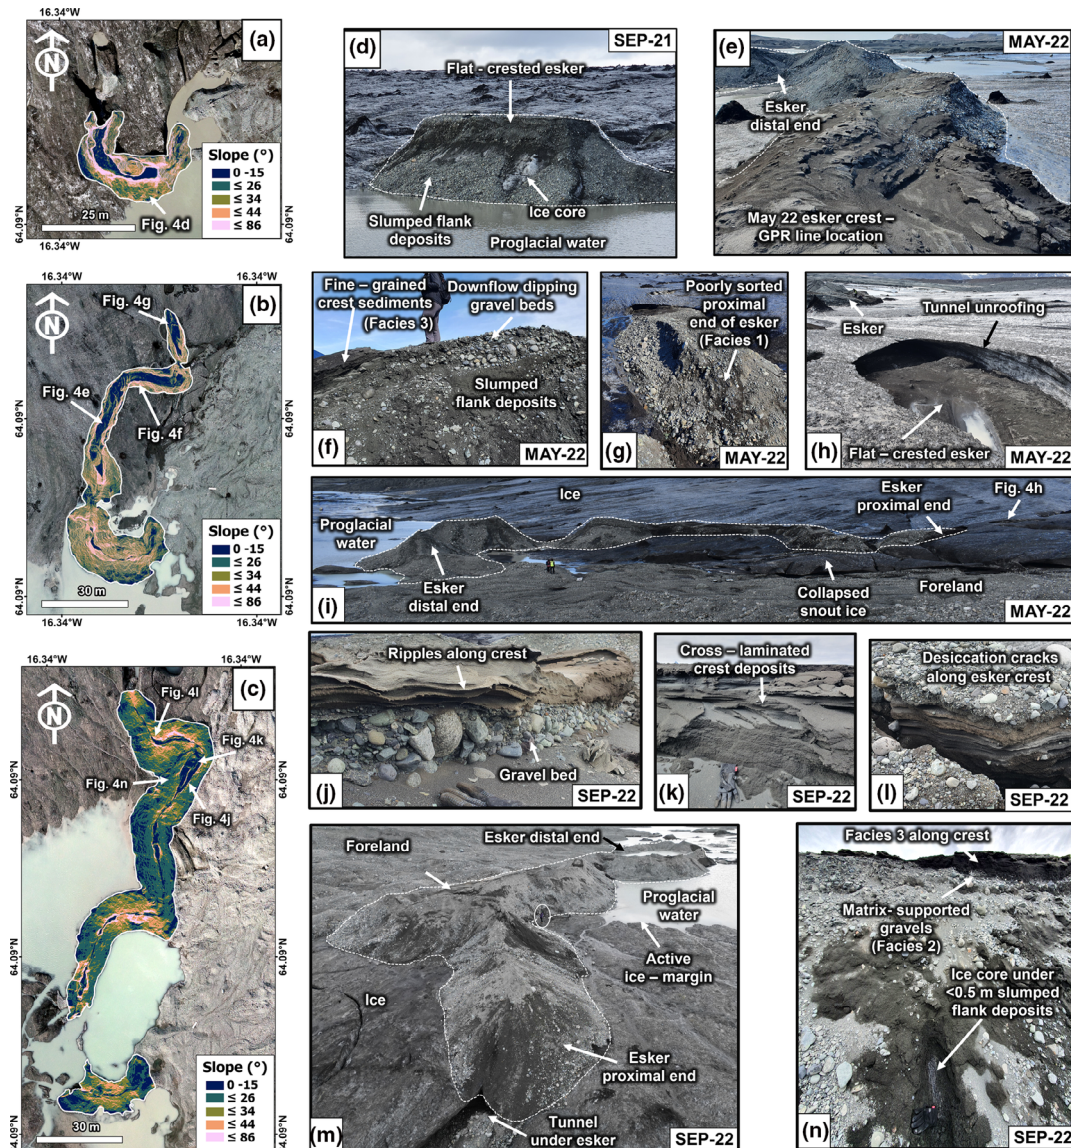 16.34°W
(a)
N
Slope (°)
0 -15
≤ 26
≤ 34
≤ 44
≤ 86
25 m
Fig. 4d
64.09°N
64.09°N
16.34°W
16.34°W
(b)
N
Fig. 4g
Fig. 4e
Fig. 4f
64.09°N
64.09°N
64.09°N
64.09°N
Slope (°)
0 -15
≤ 26
≤ 34
≤ 44
≤ 86
30 m
16.34°W
16.34°W
16.34°W
(c)
N
Fig. 4l
Fig. 4k
Fig. 4n
Fig. 4j
64.09°N
64.09°N
64.09°N
64.09°N
64.09°N
64.09°N
Slope (°)
0 -15
≤ 26
≤ 34
≤ 44
≤ 86
30 m
(d)
SEP-21
Flat - crested esker
Slumped flank
deposits
Ice core
Proglacial water
(e)
MAY-22
Esker
distal end
May 22 esker crest –
GPR line location
Fine – grained
crest sediments
(Facies 3)
Downflow dipping
gravel beds
Slumped
flank deposits
(f)
MAY-22
Poorly sorted
proximal
end of esker
(Facies 1)
(g)
MAY-22
Tunnel unroofing
Esker
(h)
Flat – crested esker
MAY-22
Ice
Esker
proximal end
Fig. 4h
Proglacial
water
Esker
distal end
Collapsed
snout ice
Foreland
(i)
MAY-22
Ripples along crest
Gravel bed
(j)
SEP-22
Cross – laminated
crest deposits
(k)
SEP-22
Desiccation cracks
along esker crest
(l)
SEP-22
Foreland
Esker distal end
Proglacial
water
Active
ice – margin
Ice
Esker
proximal end
Tunnel
under esker
(m)
SEP-22
Facies 3 along crest
Matrix- supported
gravels
(Facies 2)
Ice core under
<0.5 m slumped
flank deposits
(n)
SEP-22